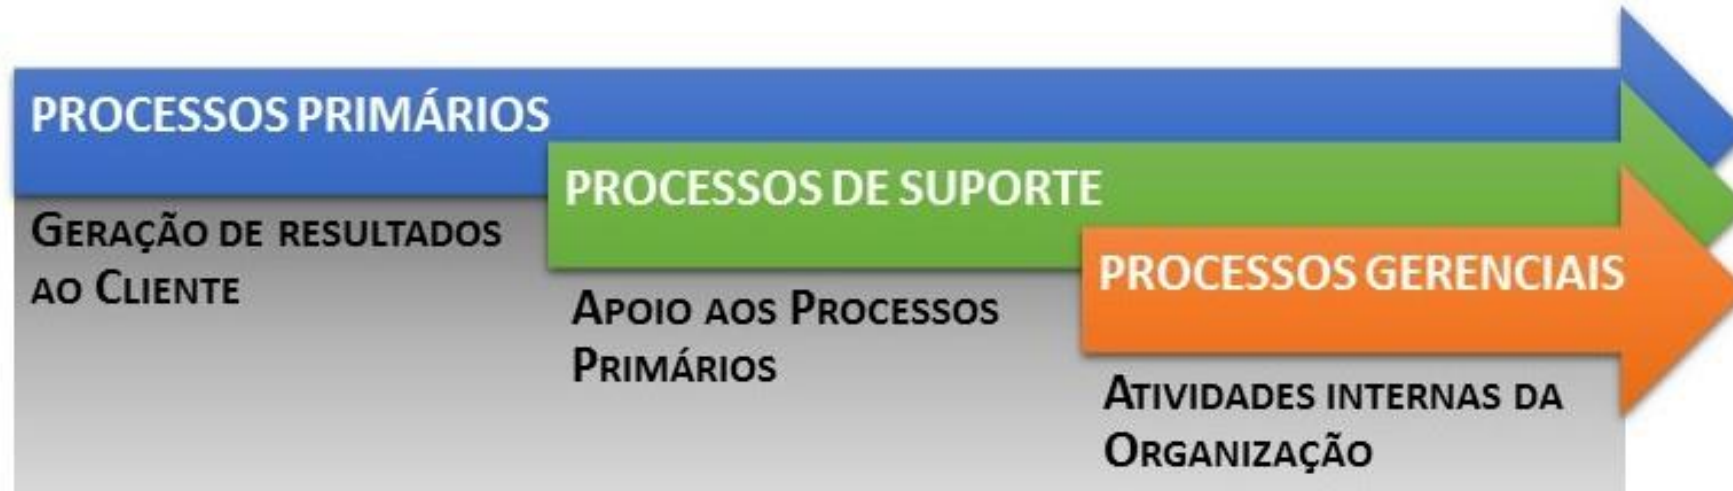 PROCESSOS PRIMÁRIOS
GERAÇÃO DE RESULTADOS
AO CLIENTE
PROCESSOS DE SUPORTE
APOIO AOS PROCESSOS
PRIMÁRIOS
PROCESSOS GERENCIAIS
ATIVIDADES INTERNAS DA
ORGANIZAÇÃO